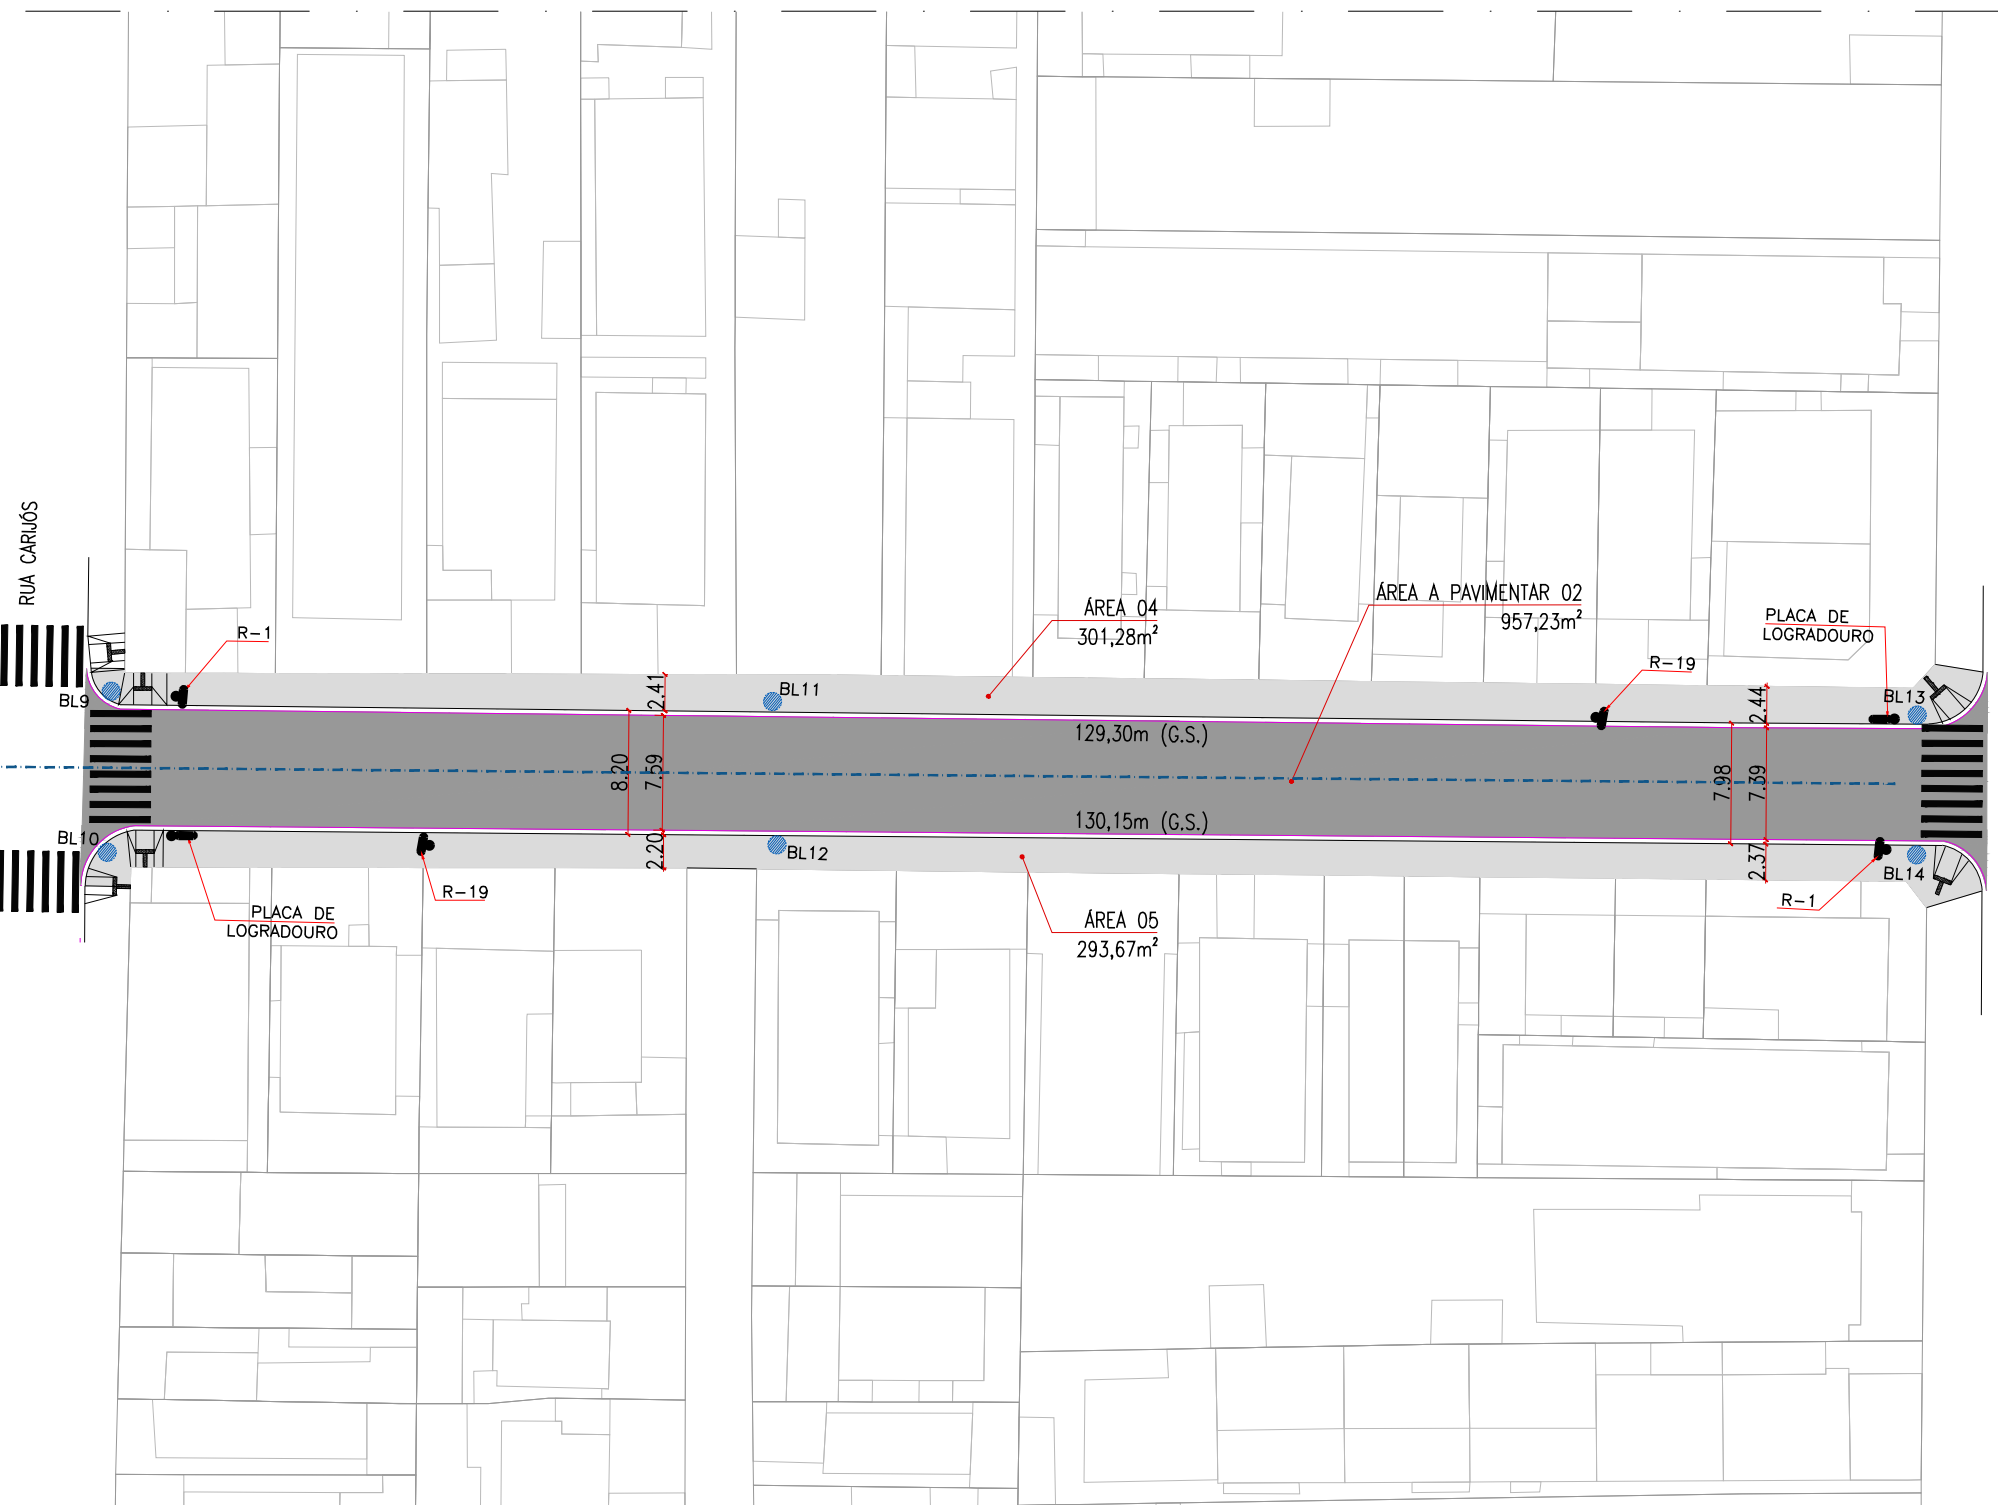 RUA CARIJÓS
ÁREA 04
301,28m²
ÁREA A PAVIMENTAR 02
957,23m²
PLACA DE
LOGRADOURO
R-1
R-19
BL9
2.41
BL11
2.44
BL13
129,30m (G.S.)
8.20
7.59
7.98
7.39
130,15m (G.S.)
BL10
2.20
BL12
2.37
BL14
R-19
R-1
PLACA DE
LOGRADOURO
ÁREA 05
293,67m²